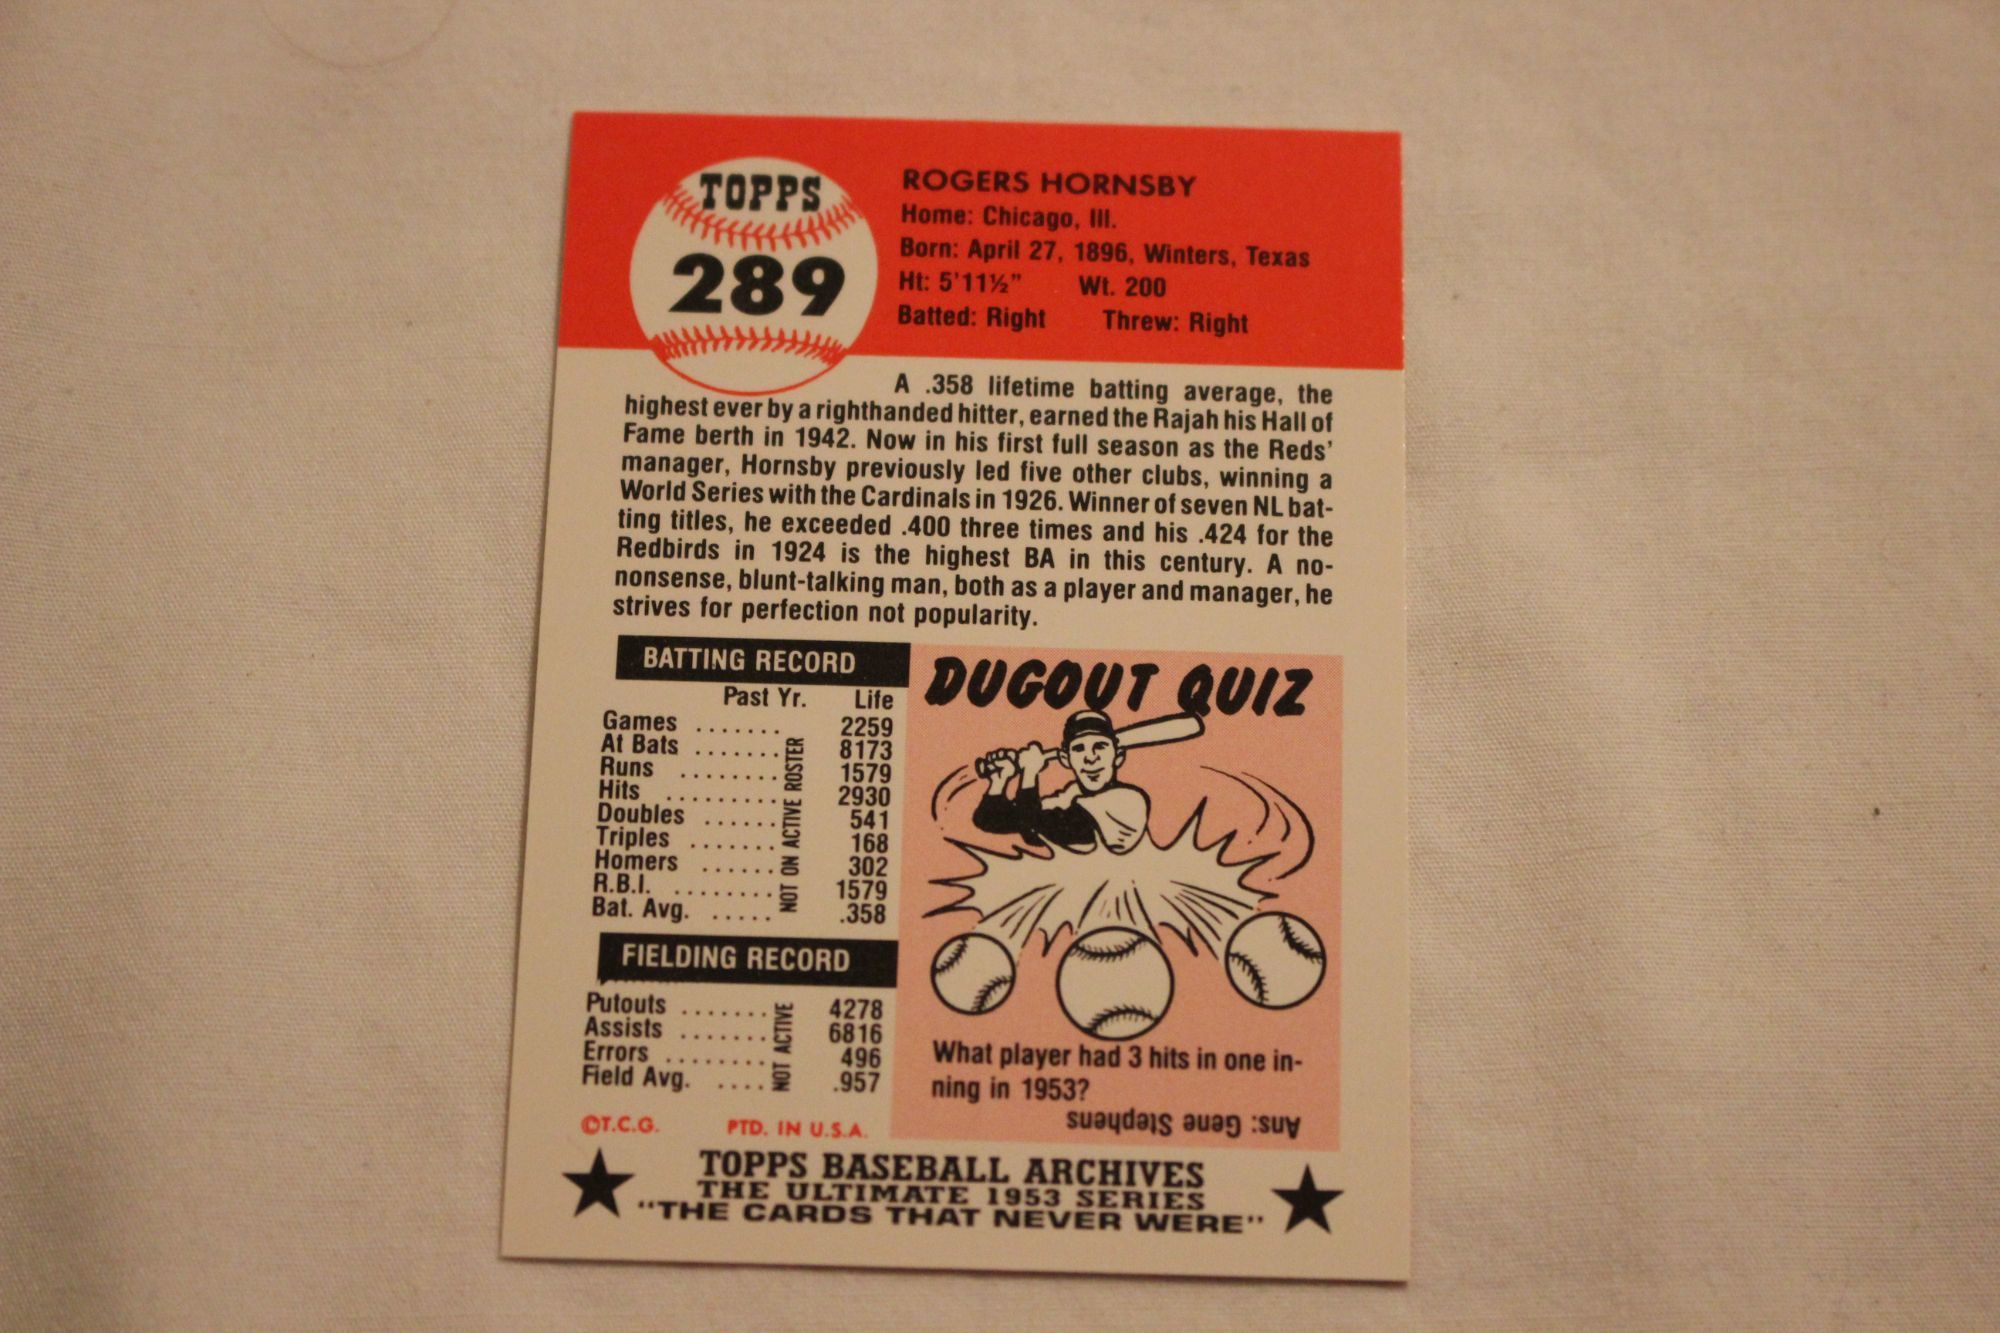 TOPPS
289
ROGERS HORNSBY
Home: Chicago, Ill.
Born: April 27, 1896, Winters, Texas
Ht: 5'11½" Wt. 200
Batted: Right Threw: Right
A .358 lifetime batting average, the
highest ever by a righthanded hitter, earned the Rajah his Hall of
Fame berth in 1942. Now in his first full season as the Reds'
manager, Hornsby previously led five other clubs, winning a
World Series with the Cardinals in 1926. Winner of seven NL bat-
ting titles, he exceeded .400 three times and his .424 for the
Redbirds in 1924 is the highest BA in this century. A no-
nonsense, blunt-talking man, both as a player and manager, he
strives for perfection not popularity.
BATTING RECORD
Past Yr. Life
Games ....... 2259
At Bats ....... 8173
Runs ........ 1579
Hits ......... 2930
Doubles ...... 541
Triples ....... 168
Homers ...... 302
R.B.I. ........ 1579
Bat. Avg. ..... .358
NOT ON ACTIVE ROSTER
FIELDING RECORD
Putouts ....... 4278
Assists ....... 6816
Errors ........ 496
Field Avg. .... .957
NOT ACTIVE
©T.C.G. PTD. IN U.S.A.
DUGOUT QUIZ
What player had 3 hits in one in-
ning in 1953?
Ans: Gene Stephens
TOPPS BASEBALL ARCHIVES
THE ULTIMATE 1953 SERIES
"THE CARDS THAT NEVER WERE"